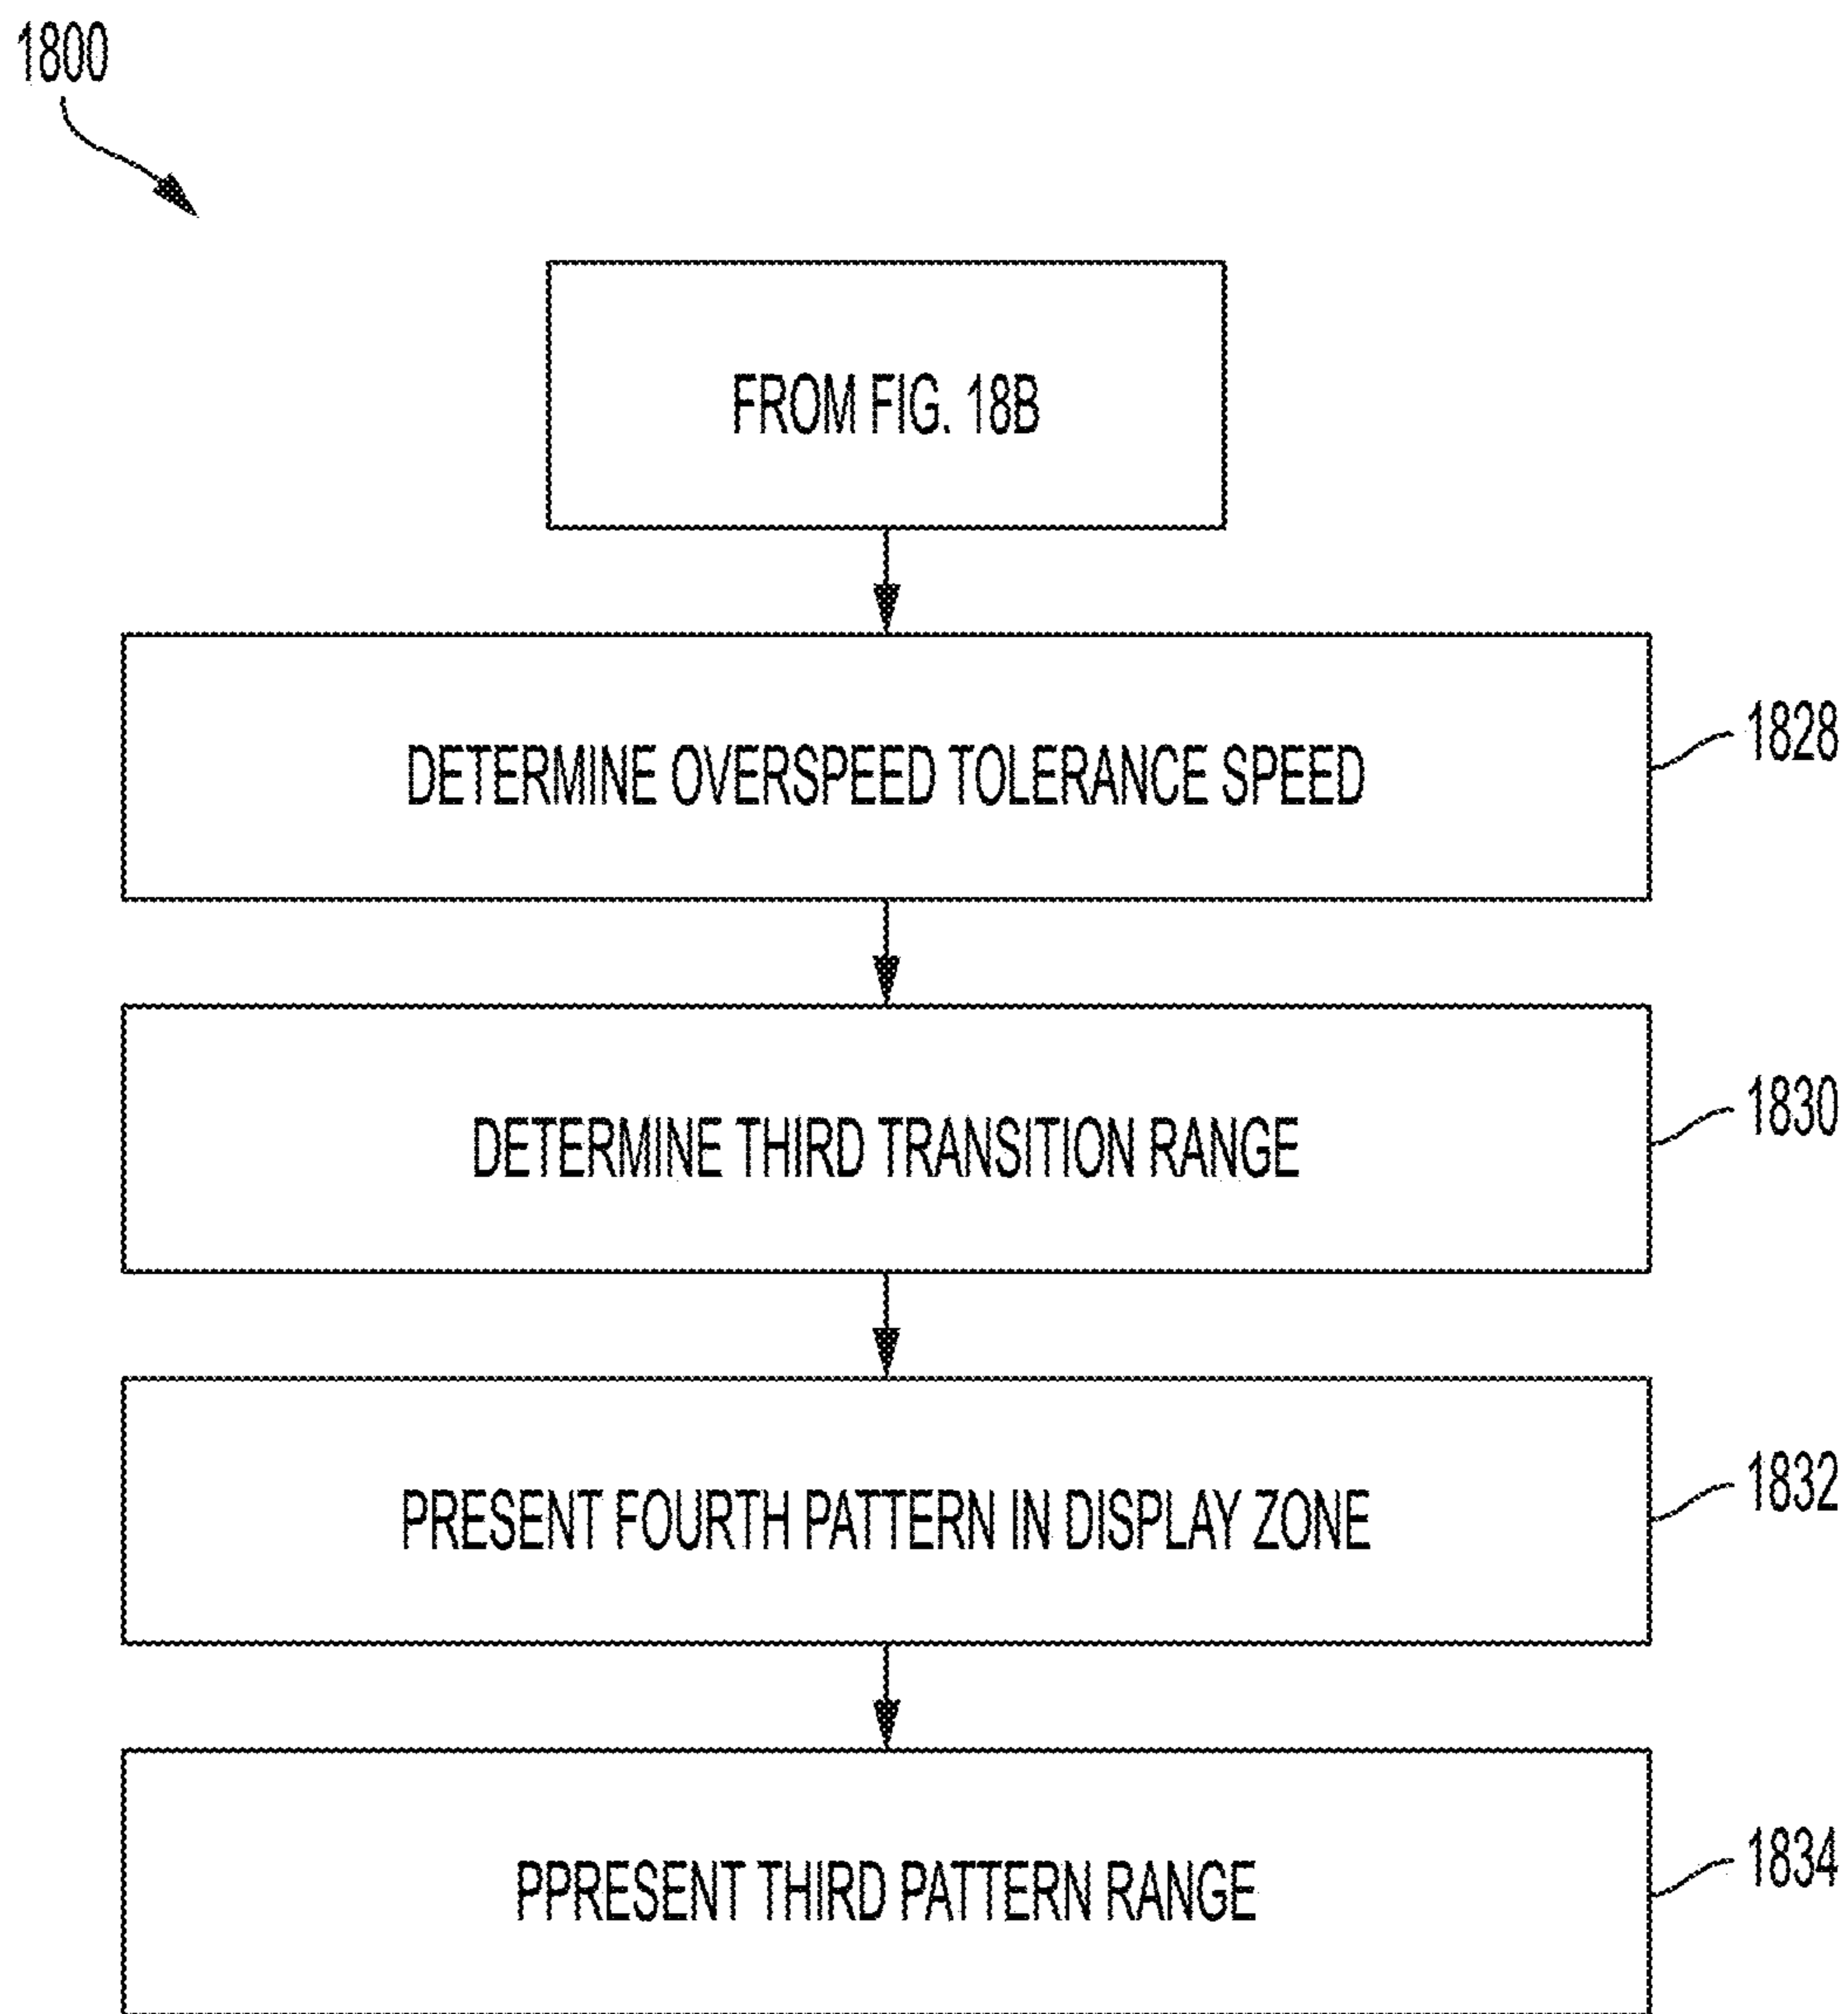 1800
FROM FIG. 18B
DETERMINE OVERSPEED TOLERANCE SPEED
1828
DETERMINE THIRD TRANSITION RANGE
1830
PRESENT FOURTH PATTERN IN DISPLAY ZONE
1832
PPRESENT THIRD PATTERN RANGE
1834